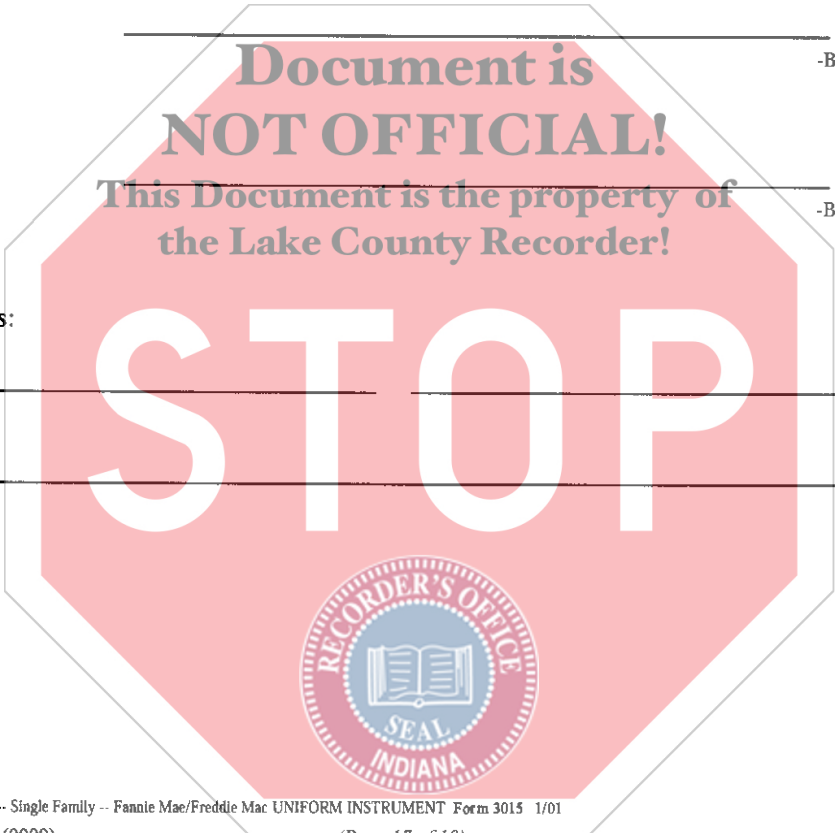 -B
Document is
NOT OFFICIAL!
This Document is the property of
-B
the Lake County Recorder!
s:
STOP
RECORDER'S OFFICE
SEAL
INDIANA
-- Single Family -- Fannie Mae/Freddie Mac UNIFORM INSTRUMENT Form 3015 1/01